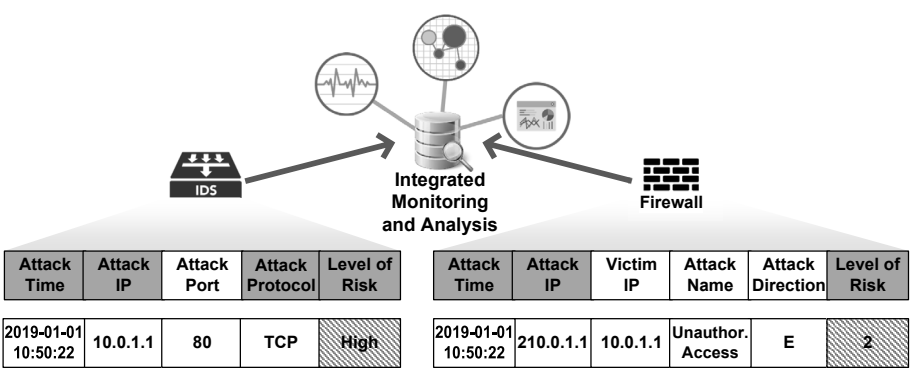 IDS
Integrated
Monitoring
and Analysis
Firewall
Attack Time Attack IP Attack Port Attack Protocol Level of Risk
2019-01-01 10:50:22 10.0.1.1 80 TCP High
Attack Time Attack IP Victim IP Attack Name Attack Direction Level of Risk
2019-01-01 10:50:22 210.0.1.1 10.0.1.1 Unauthor. Access E 2